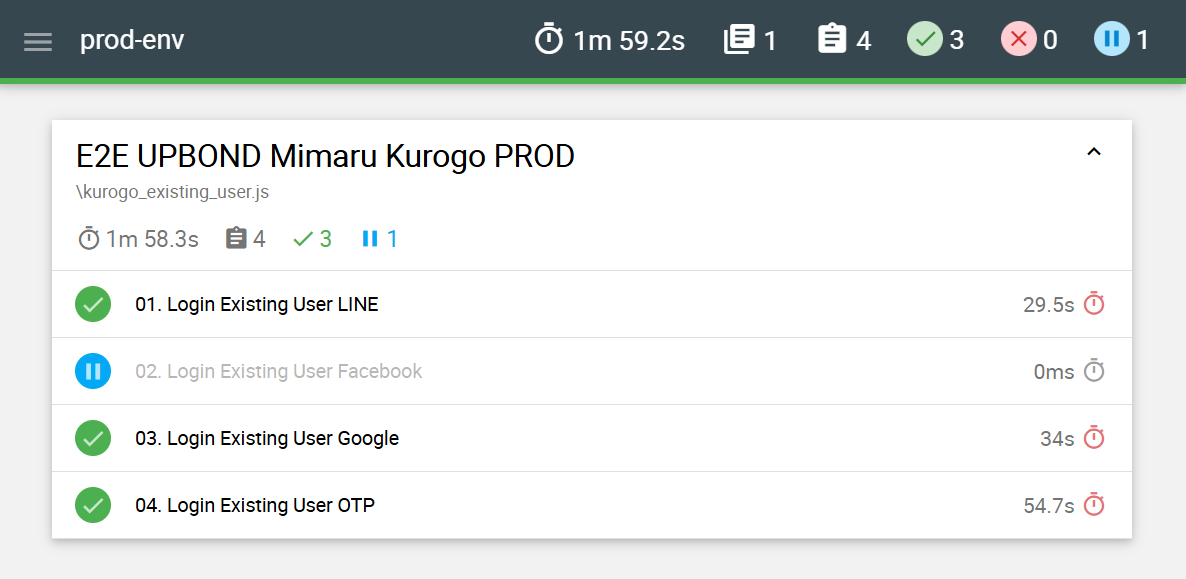 prod-env 1m 59.2s 1 4 3 0 1
E2E UPBOND Mimaru Kurogo PROD
\kurogo_existing_user.js
1m 58.3s 4 3 1
01. Login Existing User LINE 29.5s
02. Login Existing User Facebook 0ms
03. Login Existing User Google 34s
04. Login Existing User OTP 54.7s